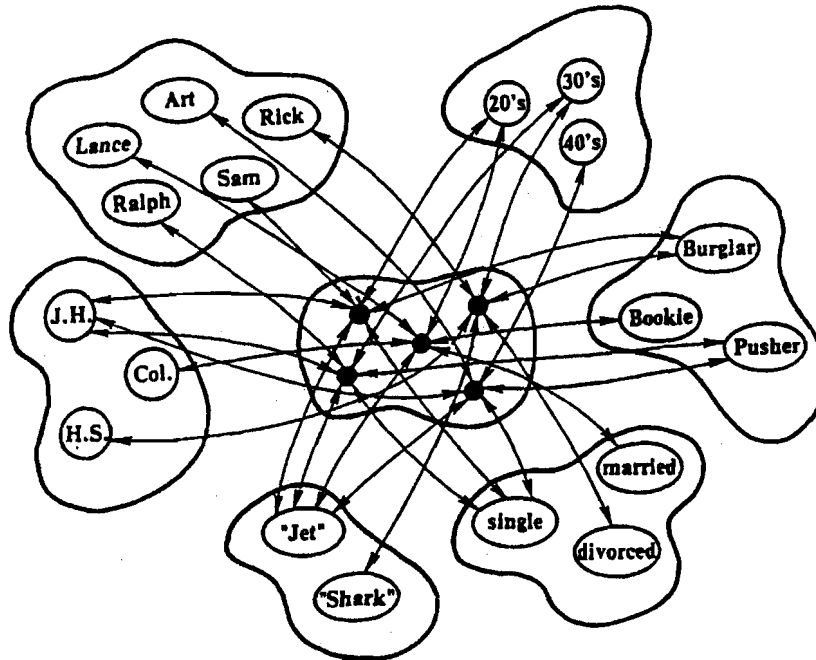 Art
Rick
Lance
Sam
Ralph
20's
30's
40's
Burglar
Bookie
Pusher
J.H.
Col.
H.S.
married
single
divorced
"Jet"
"Shark"